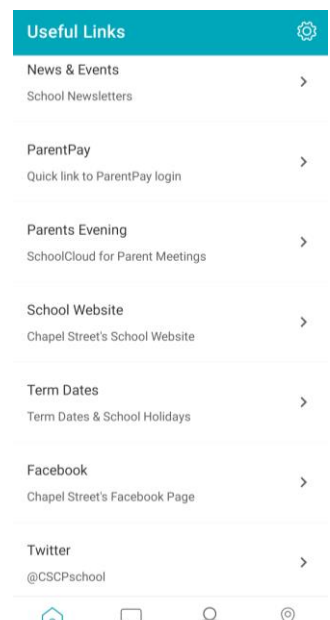 Useful Links
News & Events
School Newsletters
ParentPay
Quick link to ParentPay login
Parents Evening
SchoolCloud for Parent Meetings
School Website
Chapel Street's School Website
Term Dates
Term Dates & School Holidays
Facebook
Chapel Street's Facebook Page
Twitter
@CSCPschool